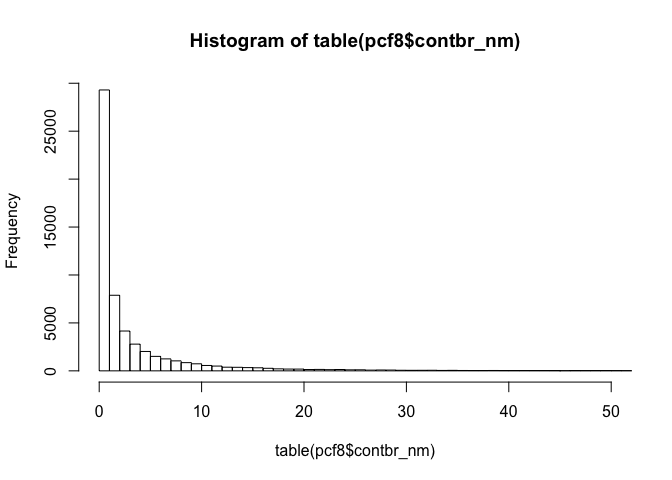 Histogram of table(pcf8$contbr_nm)
Frequency
25000
15000
5000
0
0 10 20 30 40 50
table(pcf8$contbr_nm)